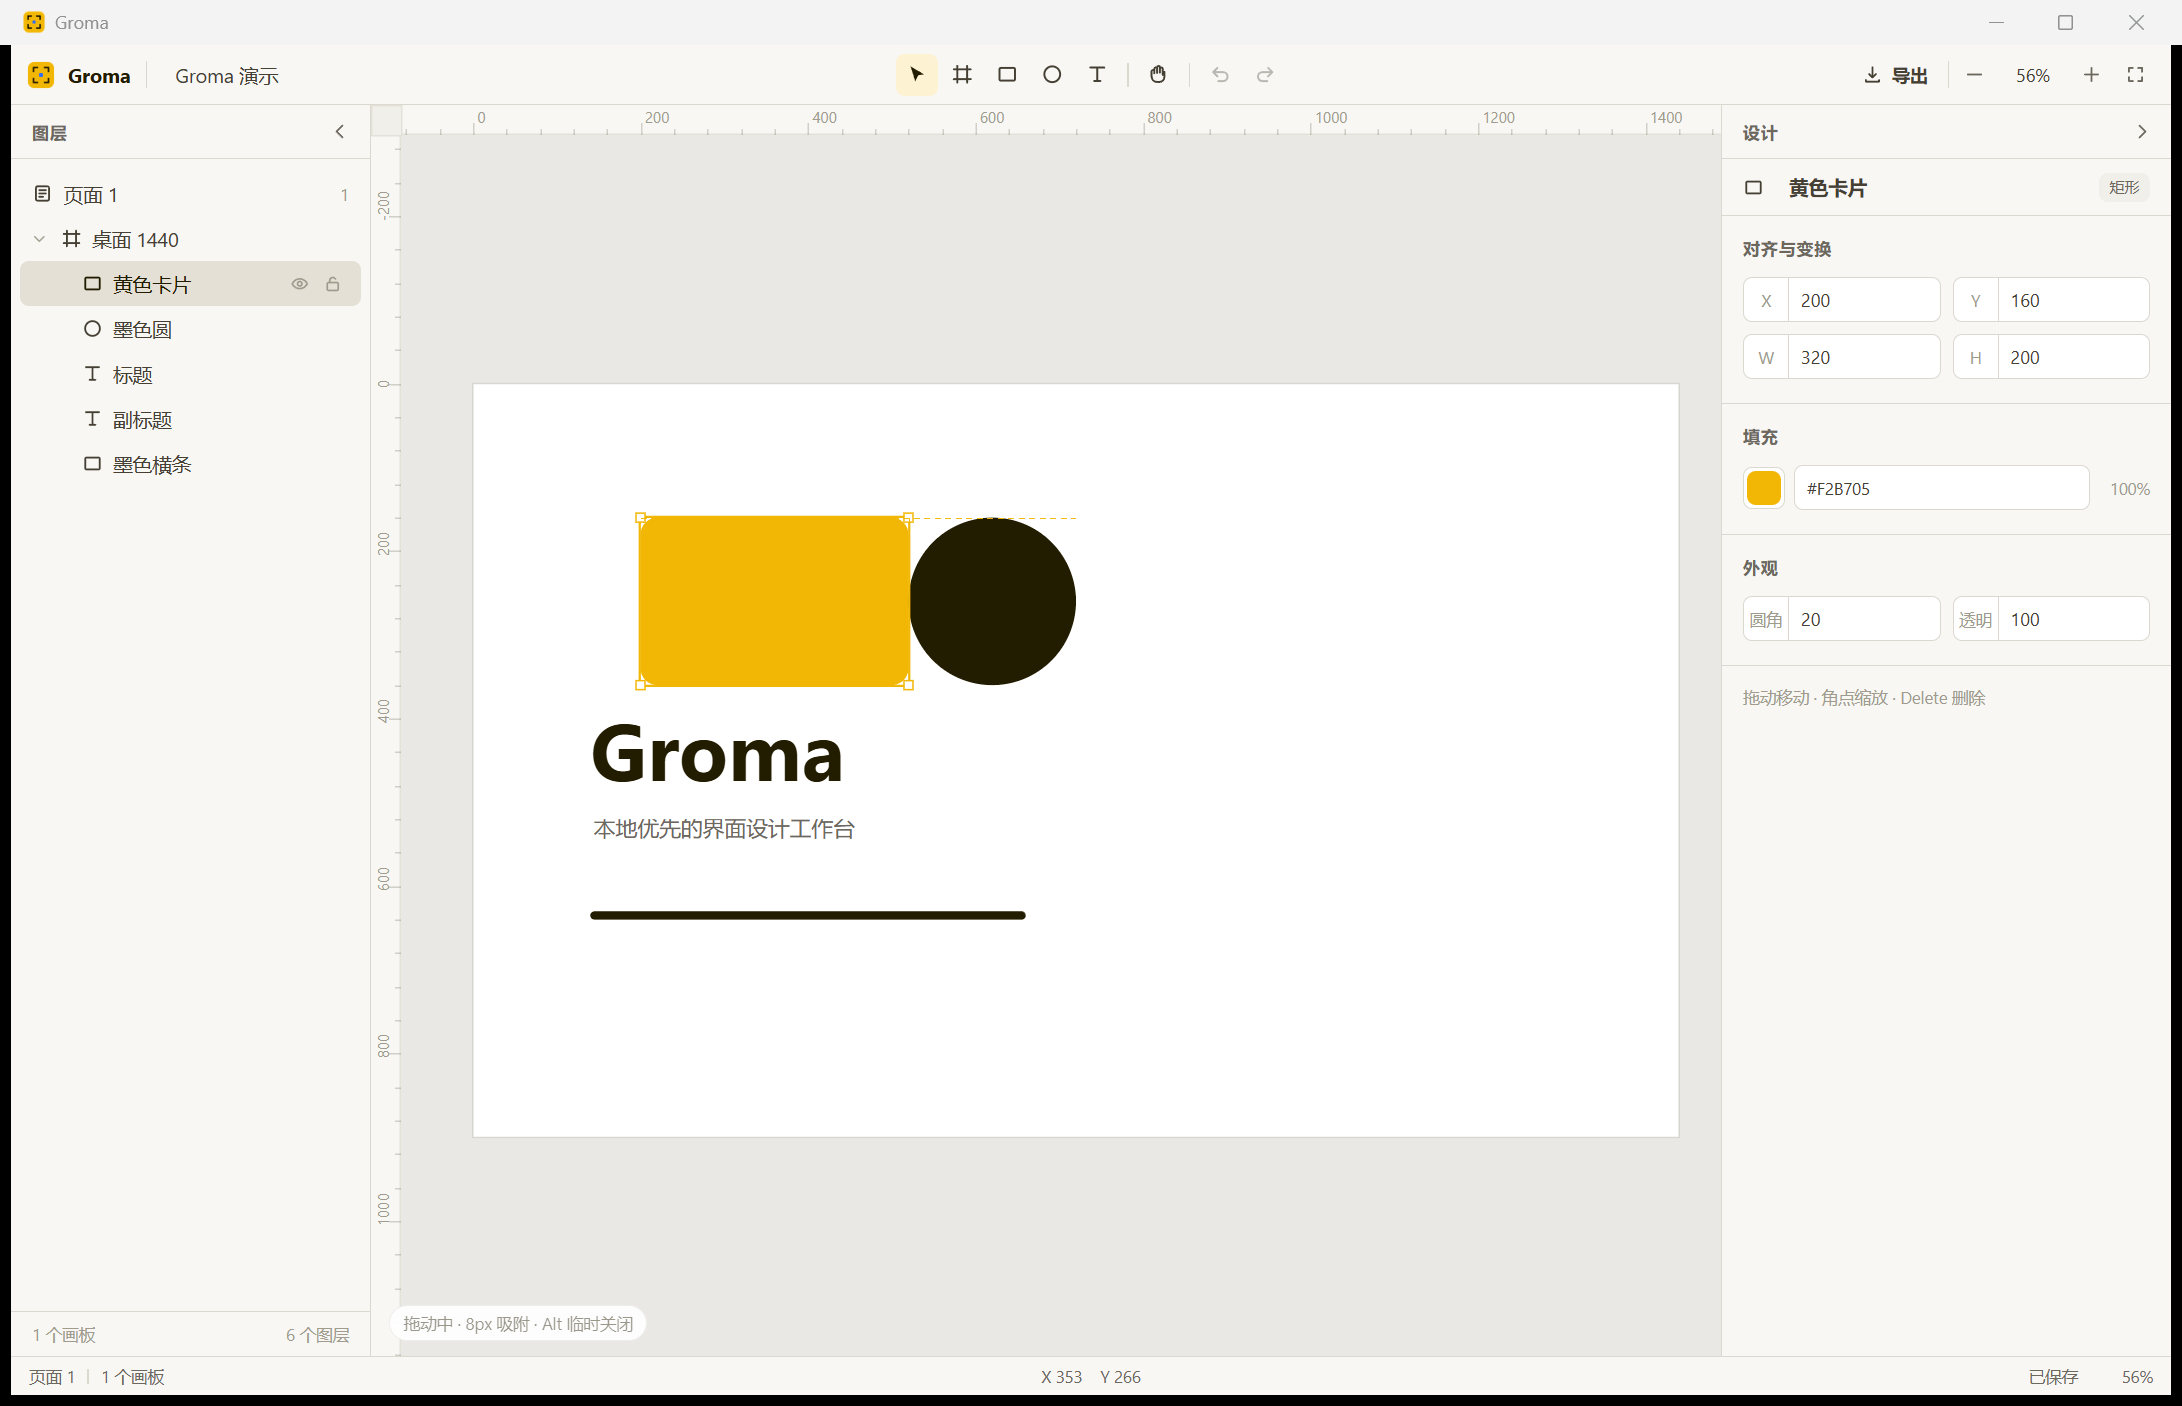 Groma
Groma
Groma 演示
导出
56%
图层
页面 1
1
桌面 1440
黄色卡片
墨色圆
标题
副标题
墨色横条
1 个画板
6 个图层
0
200
400
600
800
1000
1200
1400
-200
0
200
400
600
800
1000
Groma
本地优先的界面设计工作台
拖动中 · 8px 吸附 · Alt 临时关闭
设计
黄色卡片
矩形
对齐与变换
X 200
Y 160
W 320
H 200
填充
#F2B705
100%
外观
圆角 20
透明 100
拖动移动 · 角点缩放 · Delete 删除
页面 1
1 个画板
X 353 Y 266
已保存
56%